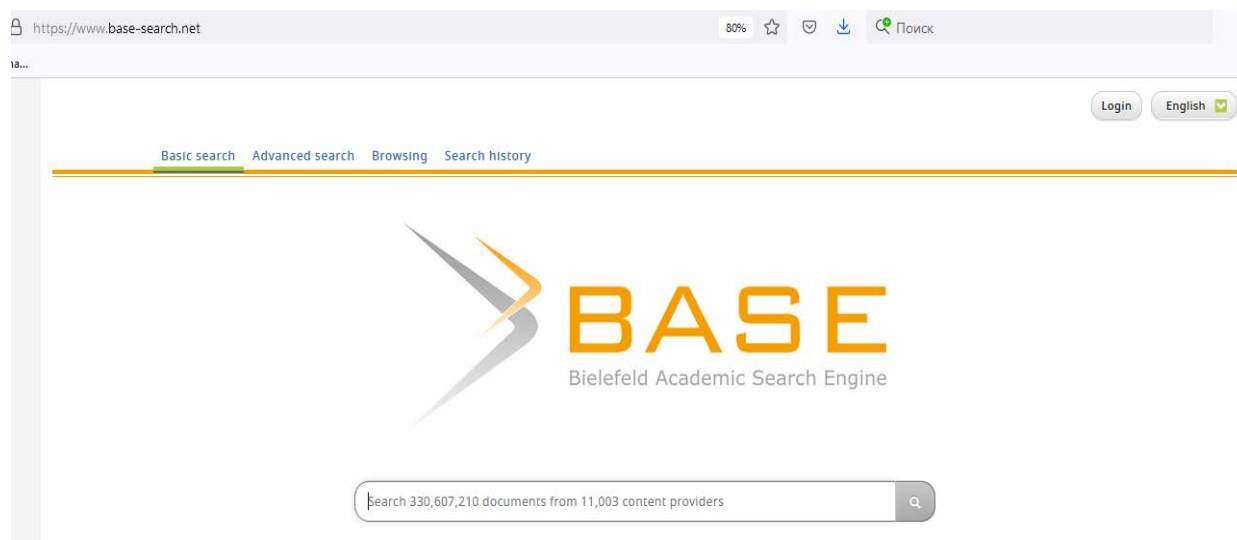 https://www.base-search.net 80% Поиск
на...
Login English
Basic search Advanced search Browsing Search history
BASE
Bielefeld Academic Search Engine
Search 330,607,210 documents from 11,003 content providers